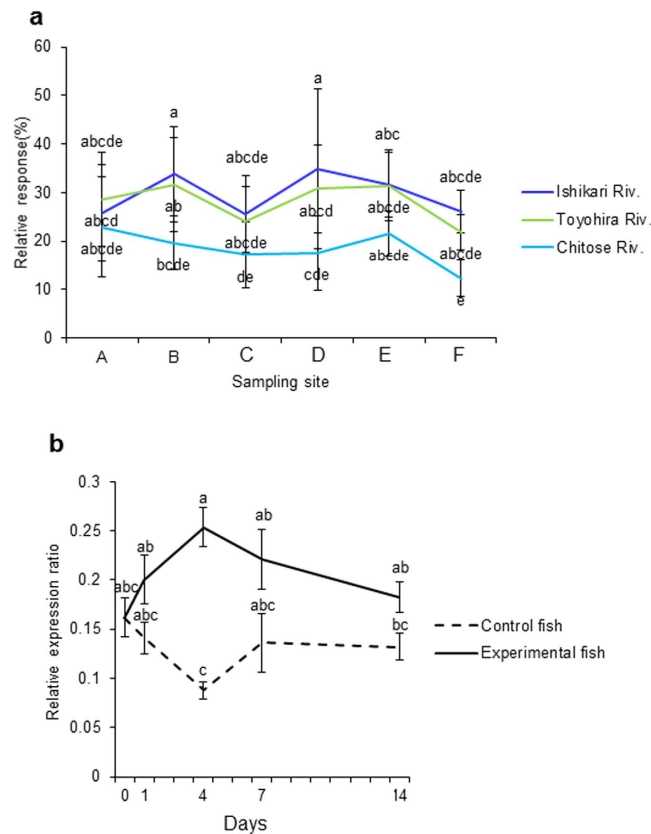 a
60
50
40
30
20
10
0
Relative response(%)
a
a
abcde
abcde
abc
abcde
ab
abcd
abcd
abcde
abcde
abcde
abcde
abcde
bcde
de
cde
e
A B C D E F
Sampling site
Ishikari Riv.
Toyohira Riv.
Chitose Riv.
b
0.3
0.25
0.2
0.15
0.1
0.05
0
Relative expression ratio
a
ab
ab
ab
abc
abc
abc
bc
c
0 1 4 7 14
Days
Control fish
Experimental fish